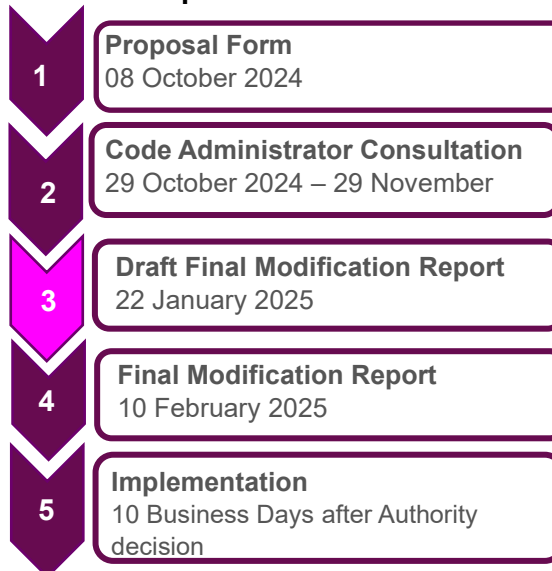 1
Proposal Form
08 October 2024
2
Code Administrator Consultation
29 October 2024 – 29 November
3
Draft Final Modification Report
22 January 2025
4
Final Modification Report
10 February 2025
5
Implementation
10 Business Days after Authority
decision